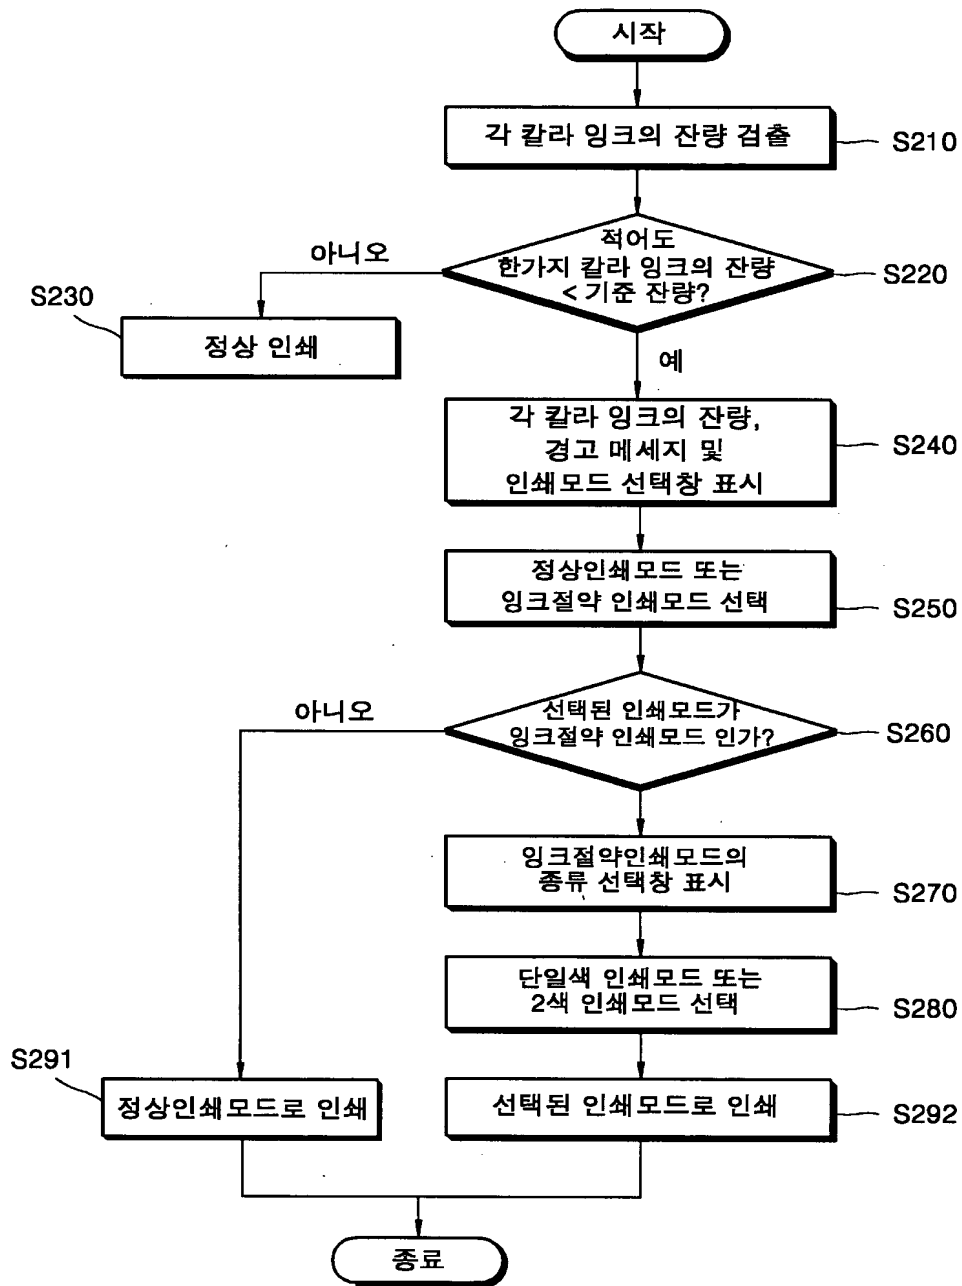 시작
각 칼라 잉크의 잔량 검출
S210
적어도
한가지 칼라 잉크의 잔량
< 기준 잔량?
S220
아니오
S230
정상 인쇄
예
각 칼라 잉크의 잔량,
경고 메세지 및
인쇄모드 선택창 표시
S240
정상인쇄모드 또는
잉크절약 인쇄모드 선택
S250
선택된 인쇄모드가
잉크절약 인쇄모드 인가?
S260
아니오
잉크절약인쇄모드의
종류 선택창 표시
S270
단일색 인쇄모드 또는
2색 인쇄모드 선택
S280
S291
정상인쇄모드로 인쇄
선택된 인쇄모드로 인쇄
S292
종료